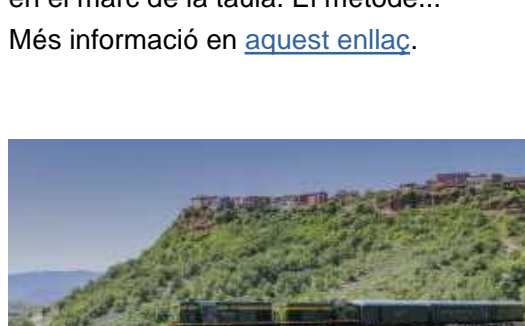 en el marc de la taula. El mètode...
Més informació en aquest enllaç.